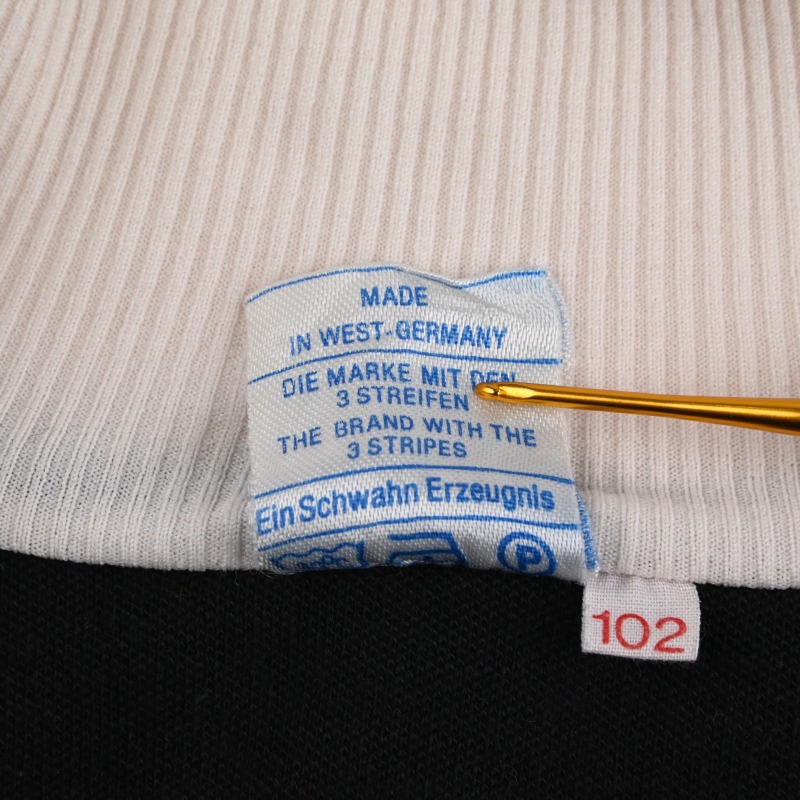 MADE
IN WEST-GERMANY
DIE MARKE MIT DEN
3 STREIFEN
THE BRAND WITH THE
3 STRIPES
Ein Schwahn Erzeugnis
P
102